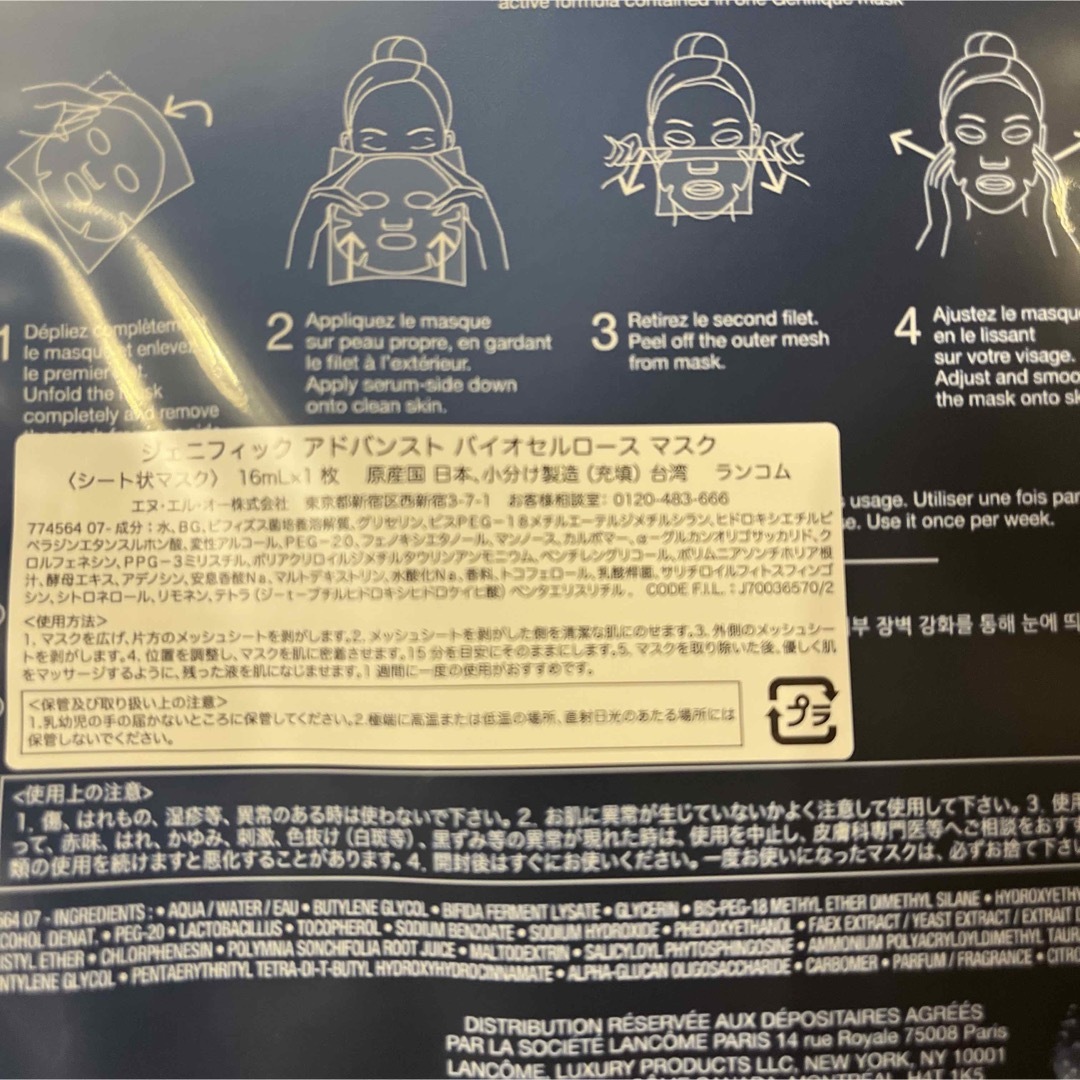 active formula contained in one Génifique mask
1 Dépliez complètem
le masqu et enlevez
le premier
Unfold the
completely and remove
2 Appliquez le masque
sur peau propre, en gardant
le filet à l'extérieur.
Apply serum-side down
onto clean skin.
3 Retirez le second filet.
Peel off the outer mesh
from mask.
4 Ajustez le masqu
en le lissant
sur votre visage.
Adjust and smoo
the mask onto sk
ジェニフィック アドバンスト バイオセルロース マスク
〈シート状マスク〉 16mL×1枚 原産国 日本、小分け製造(充填)台湾 ランコム
エヌ・エル・オー株式会社 東京都新宿区西新宿3-7-1 お客様相談室:0120-483-666
774564 07- 成分:水、BG、ビフィズス菌培養溶解質、グリセリン、ビスPEG-18メチルエーテルジメチルシラン、ヒドロキシエチルピ
ペラジンエタンスルホン酸、変性アルコール、PEG-20、フェノキシエタノール、マンノース、カルボマー、α-グルカンオリゴサッカリド、ク
ロルフェネシン、PPG-3ミリスチル、ポリアクリロイルジメチルタウリンアンモニウム、ペンチレングリコール、ポリムニアソンチホリア根
汁、酵母エキス、アデノシン、安息香酸Na、マルトデキストリン、水酸化Na、香料、トコフェロール、乳酸桿菌、サリチロイルフィトスフィンゴ
シン、シトロネロール、リモネン、テトラ(ジ-t-ブチルヒドロキシヒドロケイヒ酸)ペンタエリスリチル。 CODE F.I.L.:J70036570/2
<使用方法>
1. マスクを広げ、片方のメッシュシートを剥がします。2. メッシュシートを剥がした側を清潔な肌にのせます。3. 外側のメッシュシー
トを剥がします。4. 位置を調整し、マスクを肌に密着させます。15分を目安にそのままにします。5. マスクを取り除いた後、優しく肌
をマッサージするように、残った液を肌になじませます。1週間に一度の使用がおすすめです。
<保管及び取り扱い上の注意>
1.乳幼児の手の届かないところに保管してください。2.極端に高温または低温の場所、直射日光のあたる場所には
保管しないでください。
プラ
usage. Utiliser une fois par
e. Use it once per week.
부 장벽 강화를 통해 눈에 띄
<使用上の注意>
1. 傷、はれもの、湿疹等、異常のある時は使わないで下さい。2. お肌に異常が生じていないかよく注意して使用して下さい。3. 使用
って、赤味、はれ、かゆみ、刺激、色抜け(白斑等)、黒ずみ等の異常が現れた時は、使用を中止し、皮膚科専門医等へご相談をおすす
類の使用を続けますと悪化することがあります。4. 開封後はすぐにお使いください。一度お使いになったマスクは、必ずお捨て下さい
564 07 - INGREDIENTS : • AQUA / WATER / EAU • BUTYLENE GLYCOL • BIFIDA FERMENT LYSATE • GLYCERIN • BIS-PEG-18 METHYL ETHER DIMETHYL SILANE • HYDROXYETHY
COHOL DENAT. • PEG-20 • LACTOBACILLUS • TOCOPHEROL • SODIUM BENZOATE • SODIUM HYDROXIDE • PHENOXYETHANOL • FAEX EXTRACT / YEAST EXTRACT / EXTRAIT D
ISTYL ETHER • CHLORPHENESIN • POLYMNIA SONCHIFOLIA ROOT JUICE • MALTODEXTRIN • SALICYLOYL PHYTOSPHINGOSINE • AMMONIUM POLYACRYLOYLDIMETHYL TAUR
NTYLENE GLYCOL • PENTAERYTHRITYL TETRA-DI-T-BUTYL HYDROXYHYDROCINNAMATE • ALPHA-GLUCAN OLIGOSACCHARIDE • CARBOMER • PARFUM / FRAGRANCE • CITRO
DISTRIBUTION RÉSERVÉE AUX DÉPOSITAIRES AGRÉÉS
PAR LA SOCIÉTÉ LANCÔME PARIS 14 rue Royale 75008 Paris
LANCÔME, LUXURY PRODUCTS LLC, NEW YORK, NY 10001
H4T 1K5